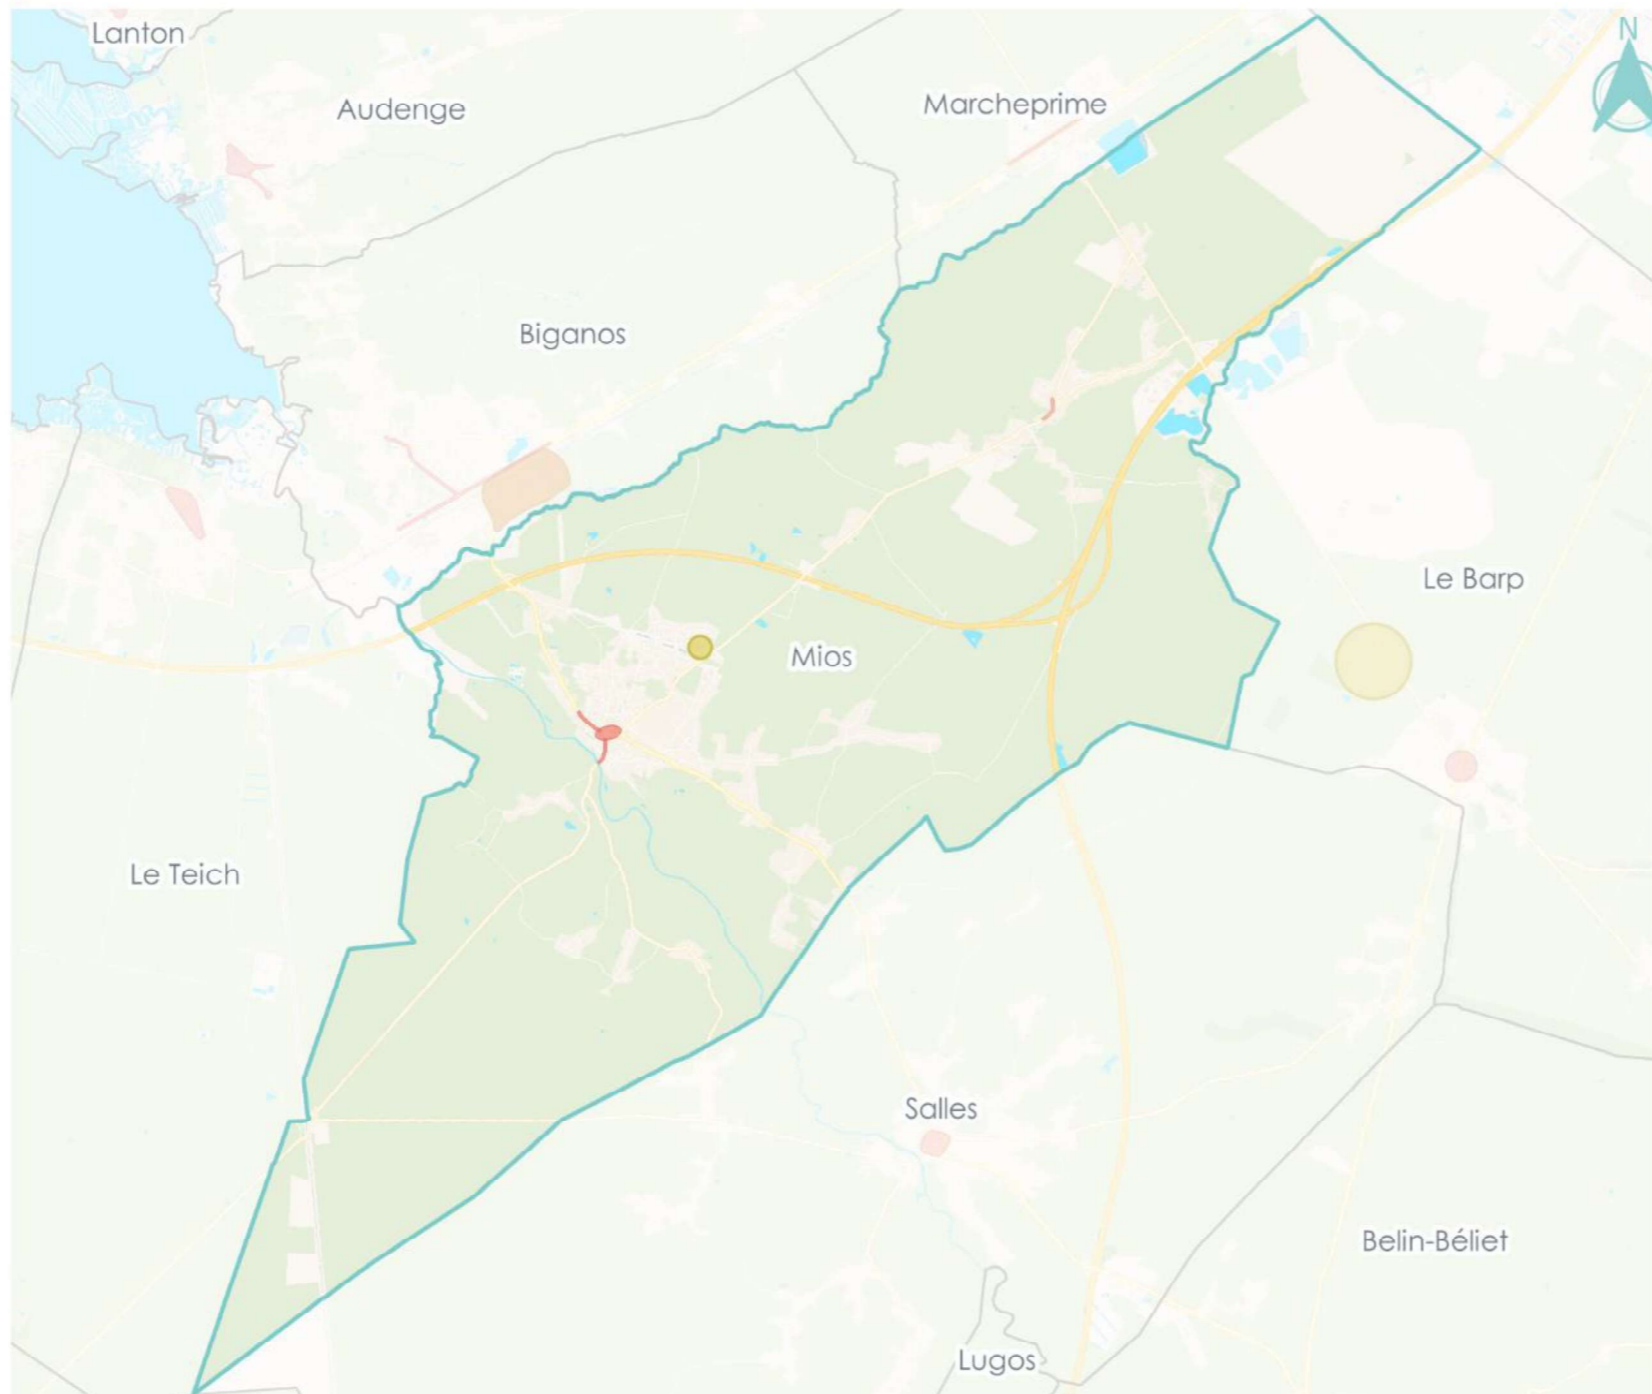 Lanton
N
Audenge
Marcheprime
Biganos
Le Barp
Mios
Le Teich
Salles
Belin-Béliet
Lugos